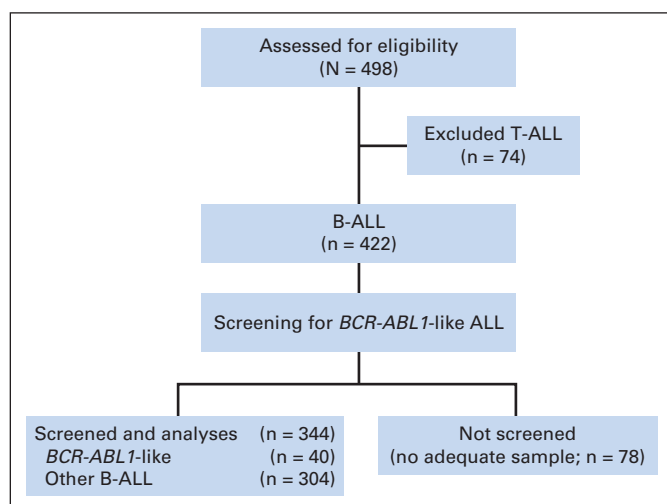 Assessed for eligibility
(N = 498)
Excluded T-ALL
(n = 74)
B-ALL
(n = 422)
Screening for BCR-ABL1-like ALL
Screened and analyses (n = 344)
BCR-ABL1-like (n = 40)
Other B-ALL (n = 304)
Not screened
(no adequate sample; n = 78)